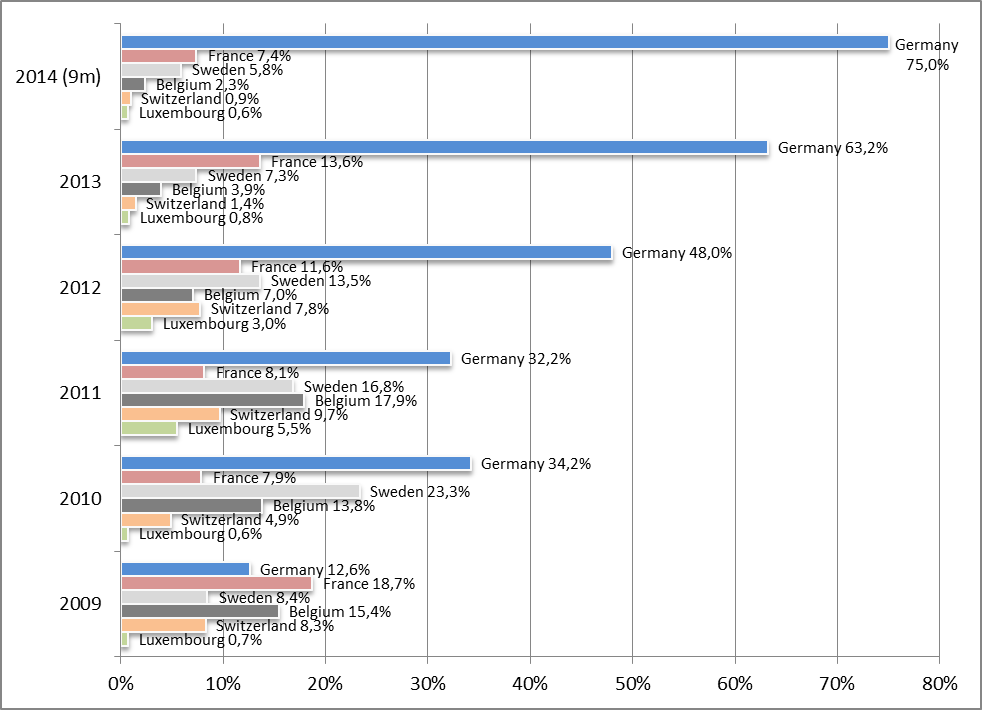 Germany
75,0%
France 7,4%
Sweden 5,8%
2014 (9m)
Belgium 2,3%
Switzerland 0,9%
Luxembourg 0,6%
Germany 63,2%
France 13,6%
Sweden 7,3%
2013
Belgium 3,9%
Switzerland 1,4%
Luxembourg 0,8%
Germany 48,0%
France 11,6%
Sweden 13,5%
2012
Belgium 7,0%
Switzerland 7,8%
Luxembourg 3,0%
Germany 32,2%
France 8,1%
Sweden 16,8%
2011
Belgium 17,9%
Switzerland 9,7%
Luxembourg 5,5%
Germany 34,2%
France 7,9%
Sweden 23,3%
2010
Belgium 13,8%
Switzerland 4,9%
Luxembourg 0,6%
Germany 12,6%
France 18,7%
Sweden 8,4%
2009
Belgium 15,4%
Switzerland 8,3%
Luxembourg 0,7%
0% 10% 20% 30% 40% 50% 60% 70% 80%